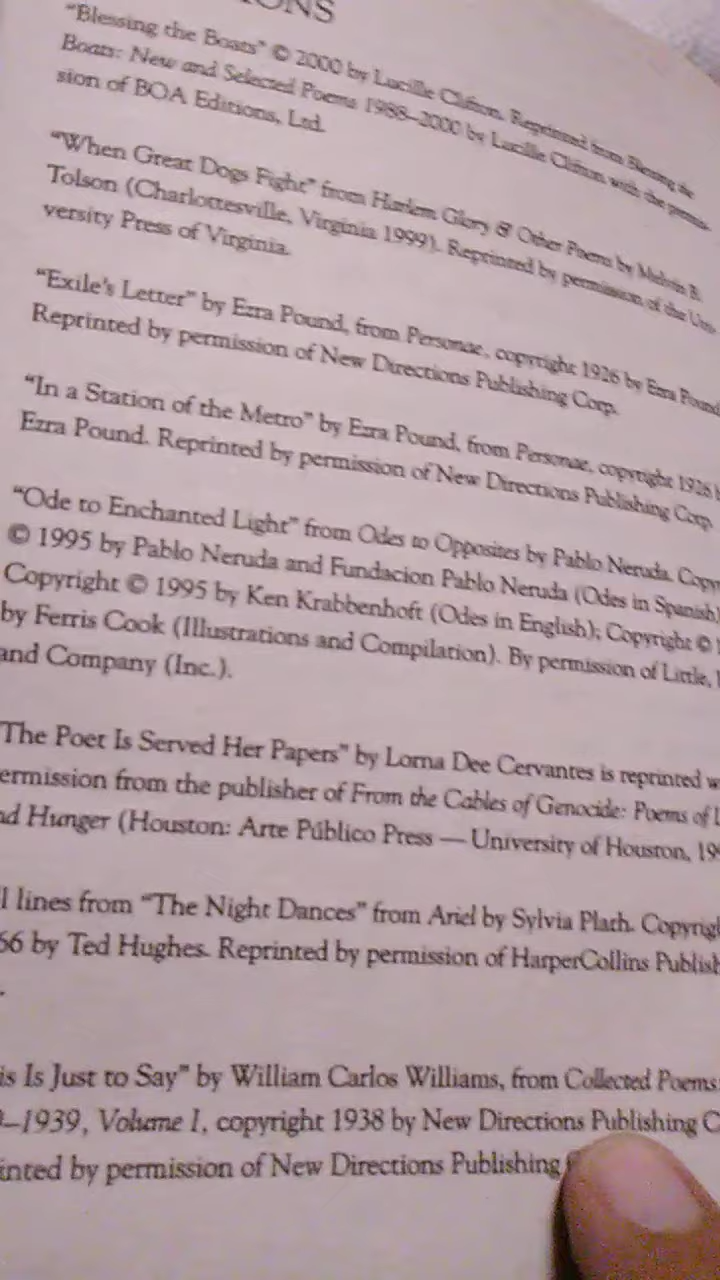 IONS
“Blessing the Boats” © 2000 by Lucille Clifton. Reprinted from Blessing the
Boats: New and Selected Poems 1988–2000 by Lucille Clifton with the permis-
sion of BOA Editions, Ltd.
“When Great Dogs Fight” from Harlem Glory & Other Poems by Melvin B.
Tolson (Charlottesville, Virginia 1999). Reprinted by permission of the Uni-
versity Press of Virginia.
“Exile’s Letter” by Ezra Pound, from Personae, copyright 1926 by Ezra Pound
Reprinted by permission of New Directions Publishing Corp.
“In a Station of the Metro” by Ezra Pound, from Personae, copyright 1926 b
Ezra Pound. Reprinted by permission of New Directions Publishing Corp.
“Ode to Enchanted Light” from Odes to Opposites by Pablo Neruda. Copyr
© 1995 by Pablo Neruda and Fundacion Pablo Neruda (Odes in Spanish)
Copyright © 1995 by Ken Krabbenhoft (Odes in English); Copyright © 1
by Ferris Cook (Illustrations and Compilation). By permission of Little, 
and Company (Inc.).
“The Poet Is Served Her Papers” by Lorna Dee Cervantes is reprinted w
ermission from the publisher of From the Cables of Genocide: Poems of L
nd Hunger (Houston: Arte Público Press — University of Houston, 199
l lines from “The Night Dances” from Ariel by Sylvia Plath. Copyrig
66 by Ted Hughes. Reprinted by permission of HarperCollins Publish
.
is Is Just to Say” by William Carlos Williams, from Collected Poems:
–1939, Volume I, copyright 1938 by New Directions Publishing C
inted by permission of New Directions Publishing